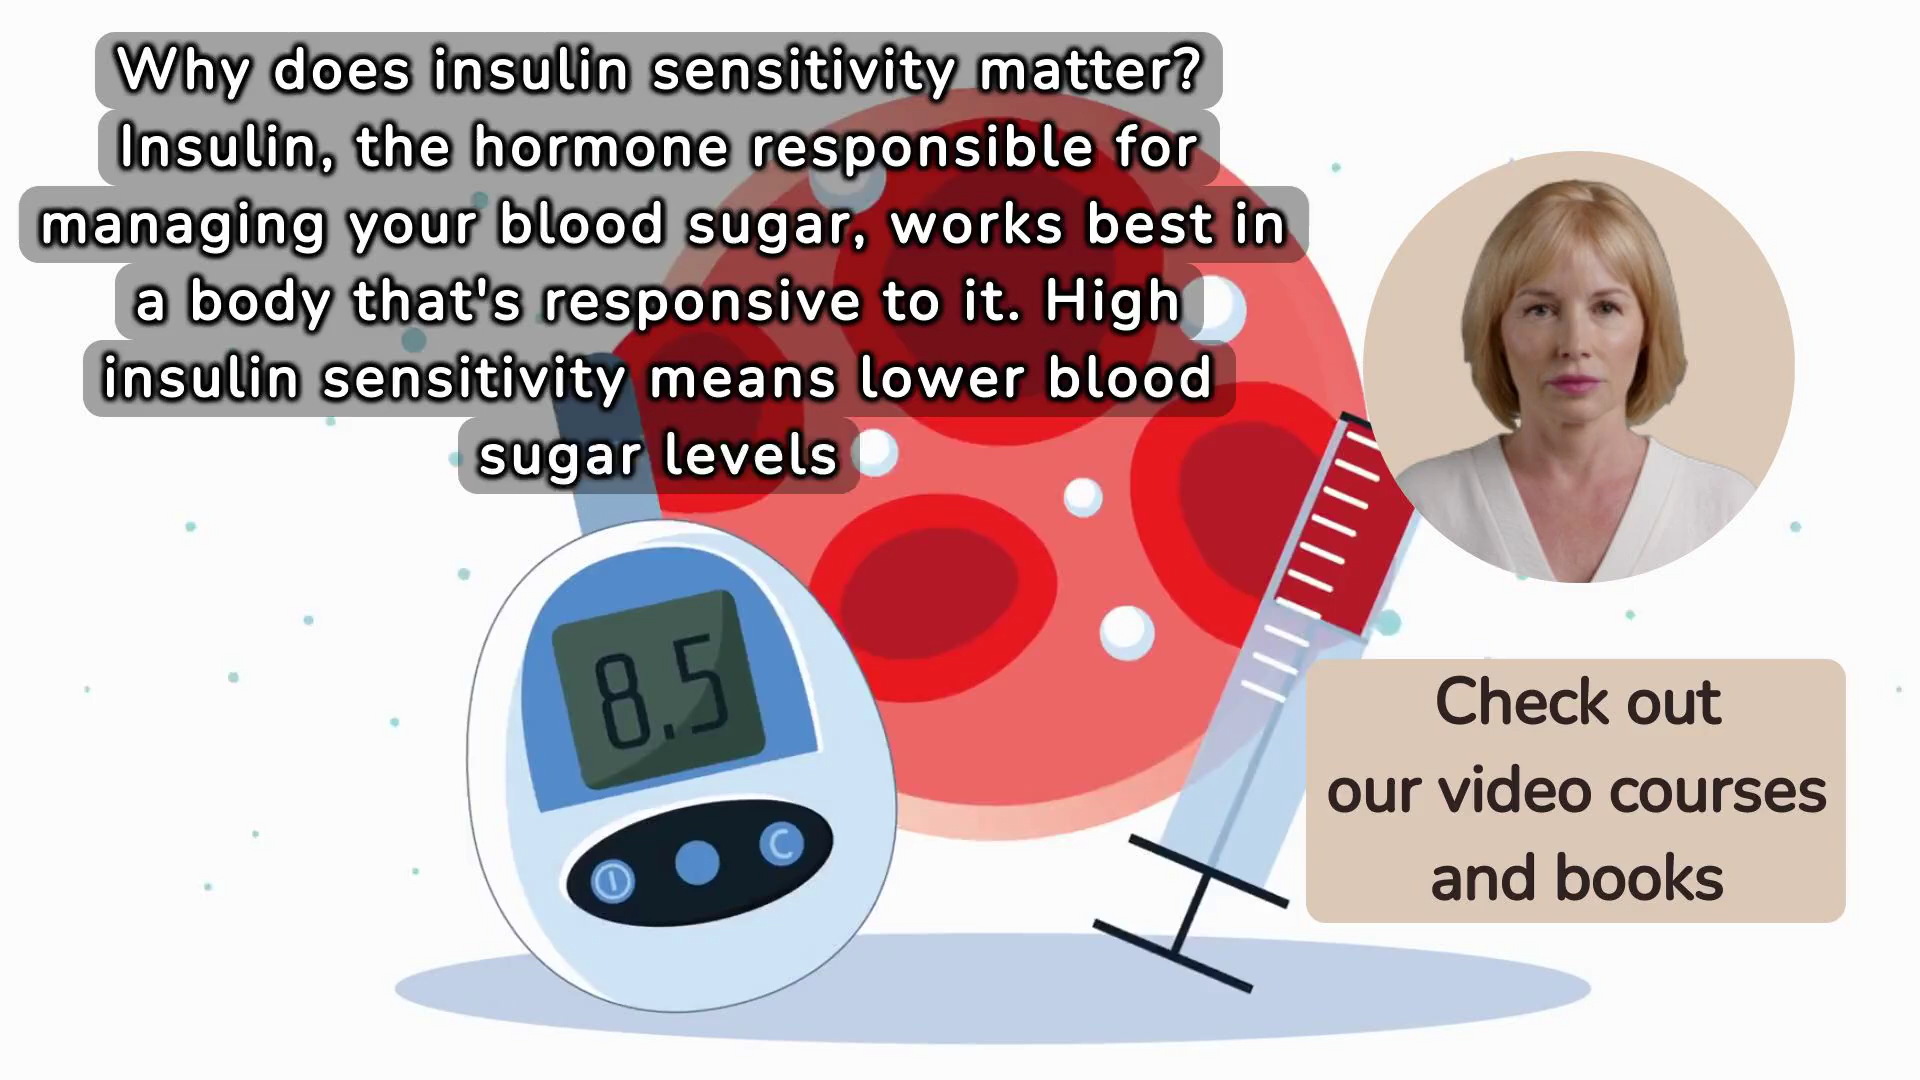 Why does insulin sensitivity matter?
Insulin, the hormone responsible for
managing your blood sugar, works best in
a body that's responsive to it. High
insulin sensitivity means lower blood
sugar levels
8.5
C
Check out
our video courses
and books